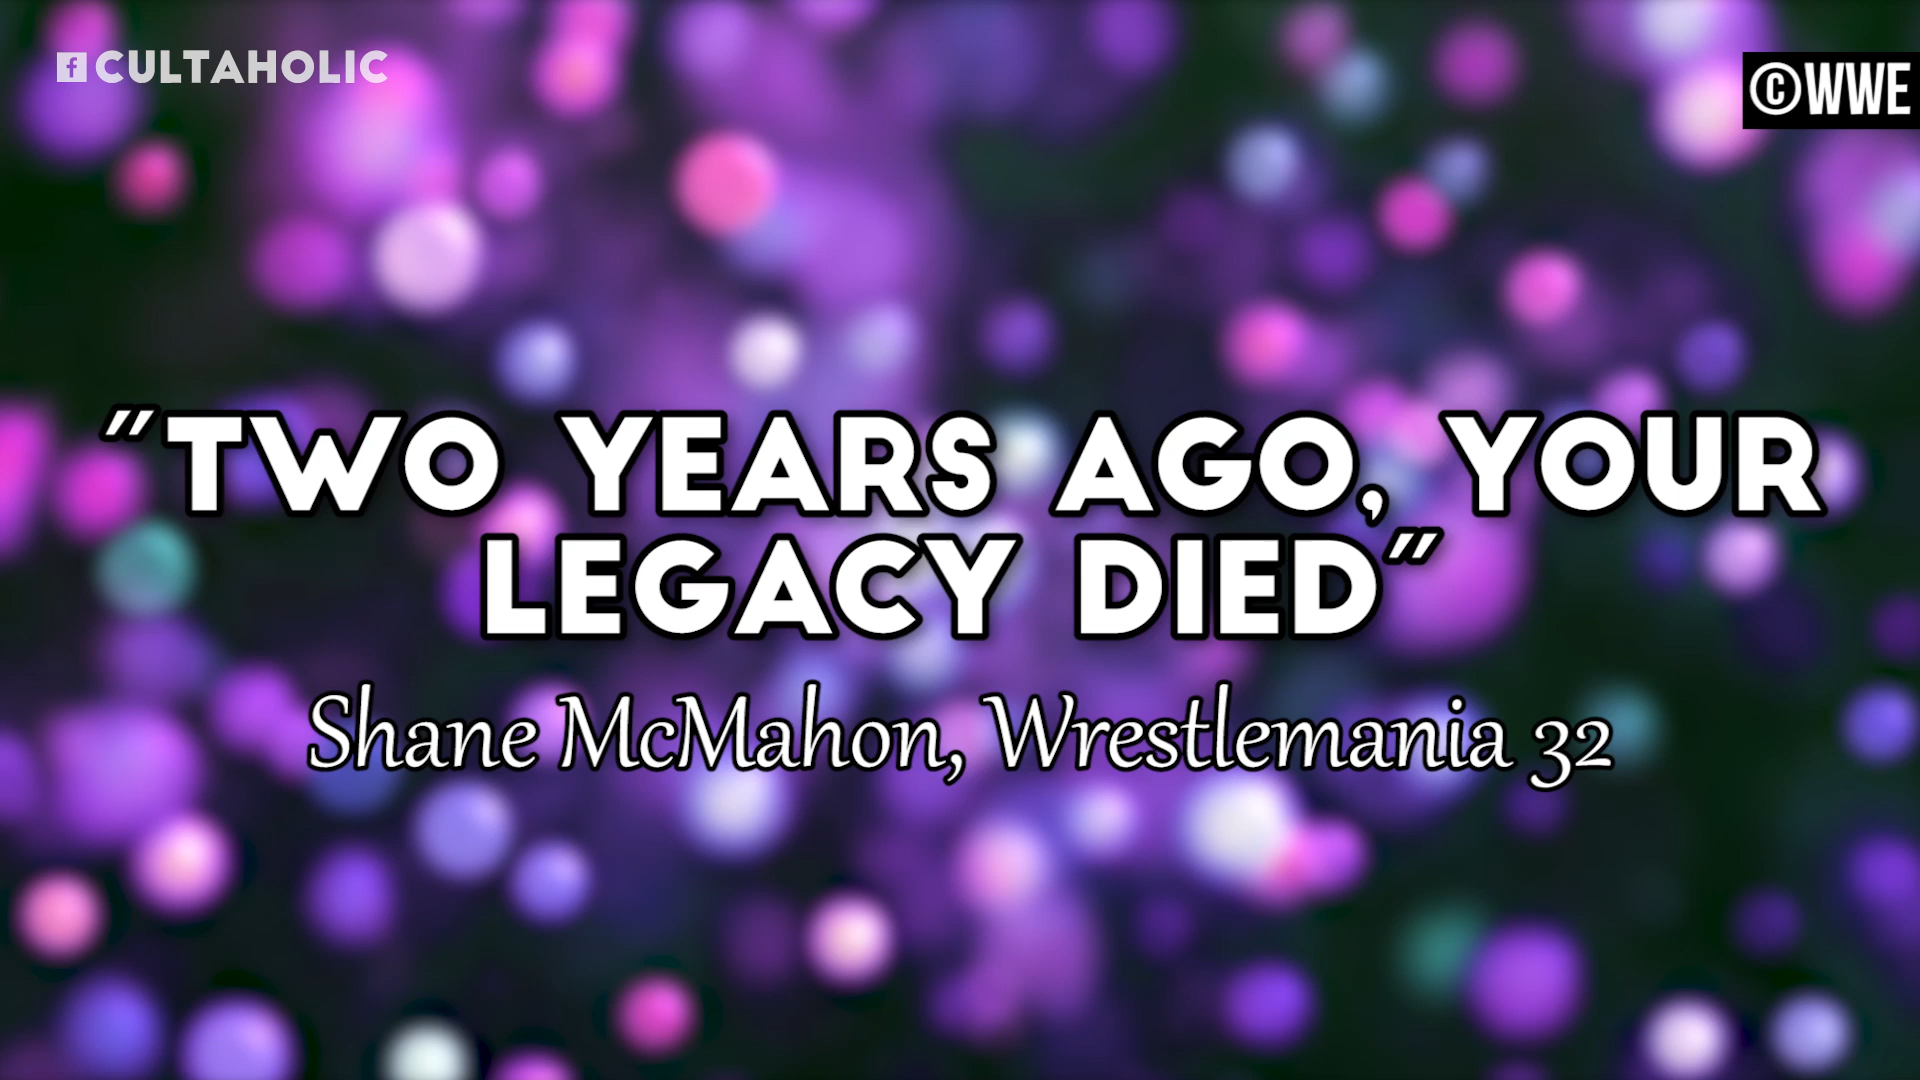 CULTAHOLIC
©WWE
"TWO YEARS AGO, YOUR
LEGACY DIED"
Shane McMahon, Wrestlemania 32